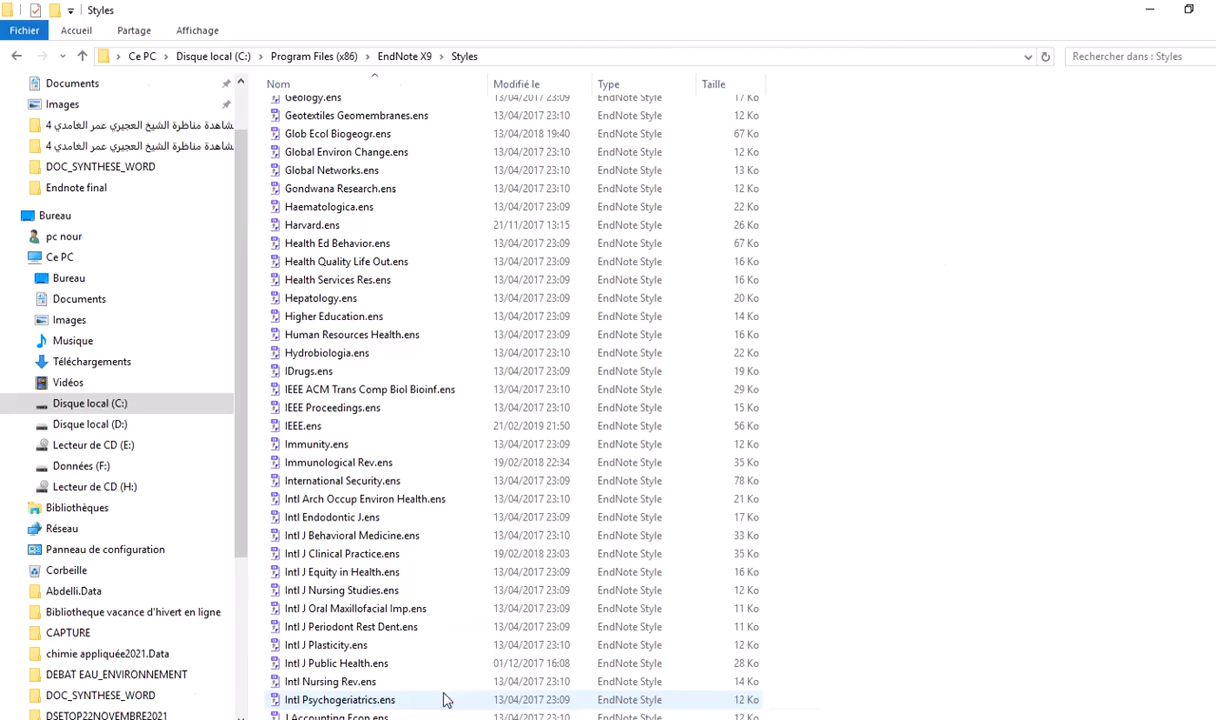 Styles
Fichier Accueil Partage Affichage
Ce PC > Disque local (C:) > Program Files (x86) > EndNote X9 > Styles
Rechercher dans : Styles
Documents
Images
شاهدة مناظرة الشيخ العجيري عمر الغامدي 4
شاهدة مناظرة الشيخ العجيري عمر الغامدي 4
DOC_SYNTHESE_WORD
Endnote final
Bureau
pc nour
Ce PC
Bureau
Documents
Images
Musique
Téléchargements
Vidéos
Disque local (C:)
Disque local (D:)
Lecteur de CD (E:)
Données (F:)
Lecteur de CD (H:)
Bibliothèques
Réseau
Panneau de configuration
Corbeille
Abdelli.Data
Bibliotheque vacance d'hivert en ligne
CAPTURE
chimie appliquée2021.Data
DEBAT EAU_ENVIRONNEMENT
DOC_SYNTHESE_WORD
DSETOP22NOVEMBRE2021
Nom Modifié le Type Taille
Geology.ens 13/04/2017 23:09 EndNote Style 17 Ko
Geotextiles Geomembranes.ens 13/04/2017 23:10 EndNote Style 12 Ko
Glob Ecol Biogeogr.ens 13/04/2018 19:40 EndNote Style 67 Ko
Global Environ Change.ens 13/04/2017 23:10 EndNote Style 12 Ko
Global Networks.ens 13/04/2017 23:10 EndNote Style 13 Ko
Gondwana Research.ens 13/04/2017 23:10 EndNote Style 12 Ko
Haematologica.ens 13/04/2017 23:09 EndNote Style 22 Ko
Harvard.ens 21/11/2017 13:15 EndNote Style 26 Ko
Health Ed Behavior.ens 13/04/2017 23:09 EndNote Style 67 Ko
Health Quality Life Out.ens 13/04/2017 23:09 EndNote Style 16 Ko
Health Services Res.ens 13/04/2017 23:09 EndNote Style 16 Ko
Hepatology.ens 13/04/2017 23:09 EndNote Style 20 Ko
Higher Education.ens 13/04/2017 23:09 EndNote Style 14 Ko
Human Resources Health.ens 13/04/2017 23:09 EndNote Style 16 Ko
Hydrobiologia.ens 13/04/2017 23:10 EndNote Style 22 Ko
IDrugs.ens 13/04/2017 23:09 EndNote Style 19 Ko
IEEE ACM Trans Comp Biol Bioinf.ens 13/04/2017 23:10 EndNote Style 29 Ko
IEEE Proceedings.ens 13/04/2017 23:10 EndNote Style 15 Ko
IEEE.ens 21/02/2019 21:50 EndNote Style 56 Ko
Immunity.ens 13/04/2017 23:09 EndNote Style 12 Ko
Immunological Rev.ens 19/02/2018 22:34 EndNote Style 35 Ko
International Security.ens 13/04/2017 23:09 EndNote Style 78 Ko
Intl Arch Occup Environ Health.ens 13/04/2017 23:10 EndNote Style 21 Ko
Intl Endodontic J.ens 13/04/2017 23:09 EndNote Style 17 Ko
Intl J Behavioral Medicine.ens 13/04/2017 23:10 EndNote Style 33 Ko
Intl J Clinical Practice.ens 19/02/2018 23:03 EndNote Style 35 Ko
Intl J Equity in Health.ens 13/04/2017 23:09 EndNote Style 16 Ko
Intl J Nursing Studies.ens 13/04/2017 23:09 EndNote Style 12 Ko
Intl J Oral Maxillofacial Imp.ens 13/04/2017 23:09 EndNote Style 11 Ko
Intl J Periodont Rest Dent.ens 13/04/2017 23:09 EndNote Style 11 Ko
Intl J Plasticity.ens 13/04/2017 23:10 EndNote Style 12 Ko
Intl J Public Health.ens 01/12/2017 16:08 EndNote Style 28 Ko
Intl Nursing Rev.ens 13/04/2017 23:10 EndNote Style 14 Ko
Intl Psychogeriatrics.ens 13/04/2017 23:09 EndNote Style 12 Ko
J Accounting Econ.ens 13/04/2017 23:10 EndNote Style 12 Ko